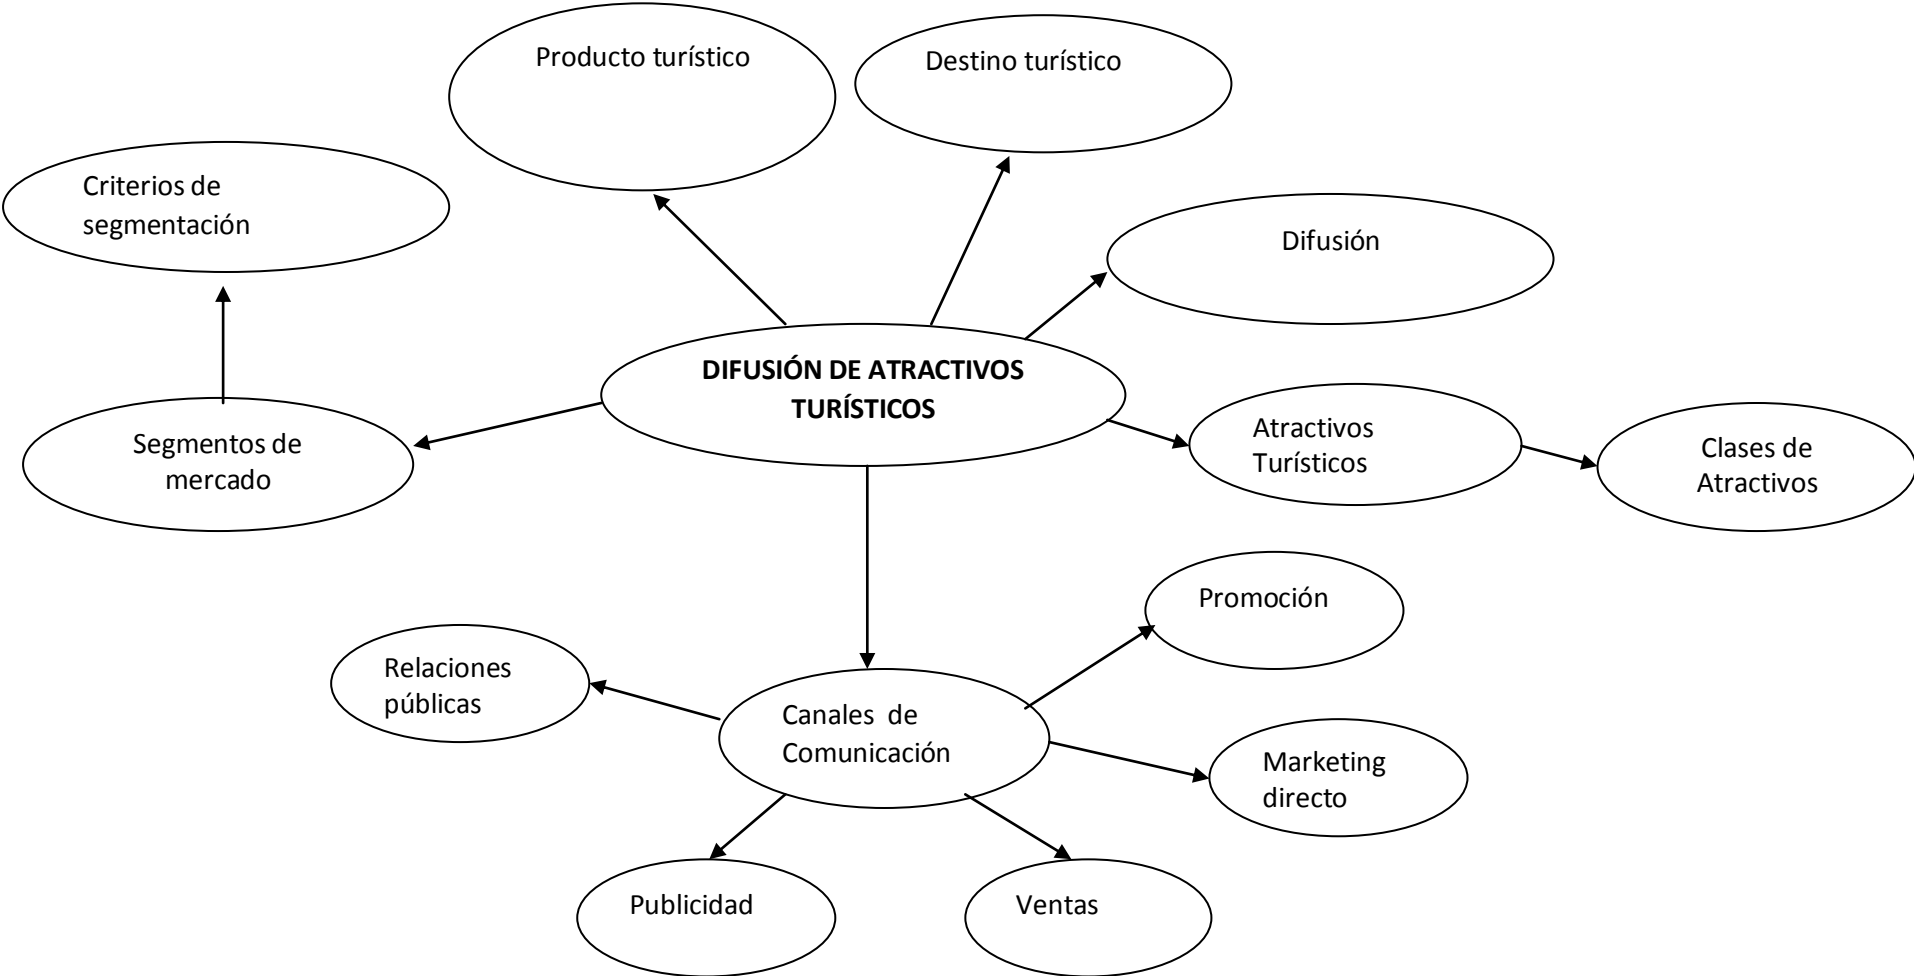 Producto turístico
Destino turístico
Criterios de
segmentación
Difusión
DIFUSIÓN DE ATRACTIVOS
TURÍSTICOS
Segmentos de
mercado
Atractivos
Turísticos
Clases de
Atractivos
Promoción
Relaciones
públicas
Canales  de
Comunicación
Marketing
directo
Publicidad
Ventas